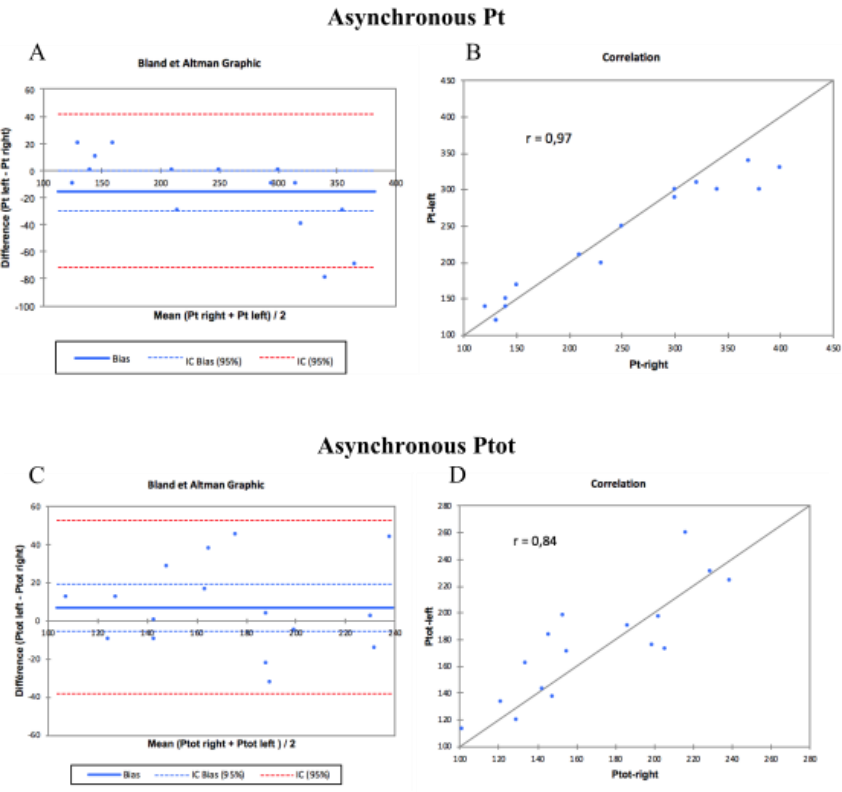 Asynchronous Pt
A
Bland et Altman Graphic
60
40
20
0
-20
-40
-60
-80
-100
100 150 200 250 300 350 400
Difference (Pt left - Pt right)
Mean (Pt right + Pt left) / 2
Bias IC Bias (95%) IC (95%)
B
Correlation
r = 0,97
450
400
350
300
250
200
150
100
100 150 200 250 300 350 400 450
Pt-left
Pt-right
Asynchronous Ptot
C
Bland et Altman Graphic
60
40
20
0
-20
-40
-60
100 120 140 160 180 200 220 240
Difference (Ptot left - Ptot right)
Mean (Ptot right + Ptot left ) / 2
Bias IC Bias (95%) IC (95%)
D
Correlation
r = 0,84
280
260
240
220
200
180
160
140
120
100
100 120 140 160 180 200 220 240 260 280
Ptot-left
Ptot-right